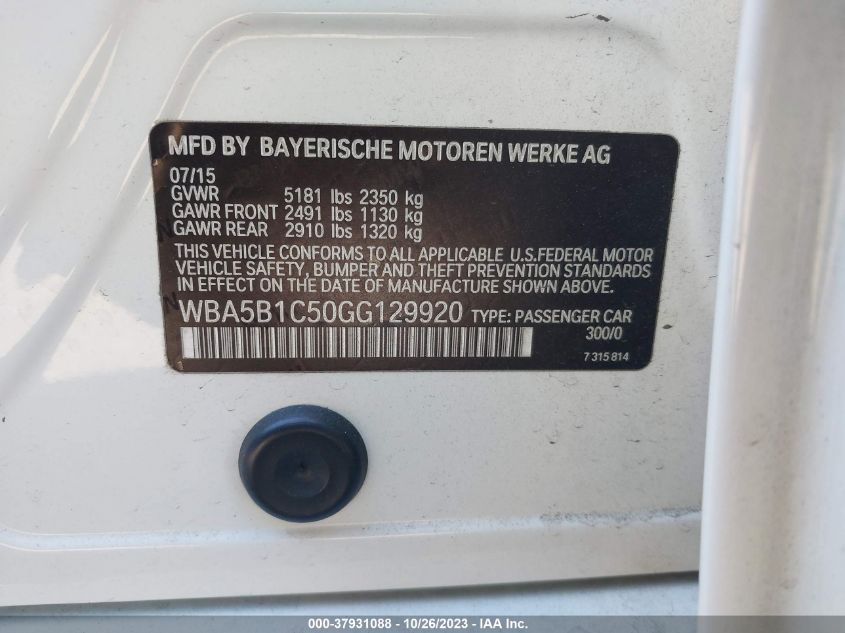 MFD BY BAYERISCHE MOTOREN WERKE AG
07/15
GVWR 5181 lbs 2350 kg
GAWR FRONT 2491 lbs 1130 kg
GAWR REAR 2910 lbs 1320 kg
THIS VEHICLE CONFORMS TO ALL APPLICABLE U.S.FEDERAL MOTOR
VEHICLE SAFETY, BUMPER AND THEFT PREVENTION STANDARDS
IN EFFECT ON THE DATE OF MANUFACTURE SHOWN ABOVE.
WBA5B1C50GG129920 TYPE: PASSENGER CAR
300/0
7 315 814
000-37931088 - 10/26/2023 - IAA Inc.